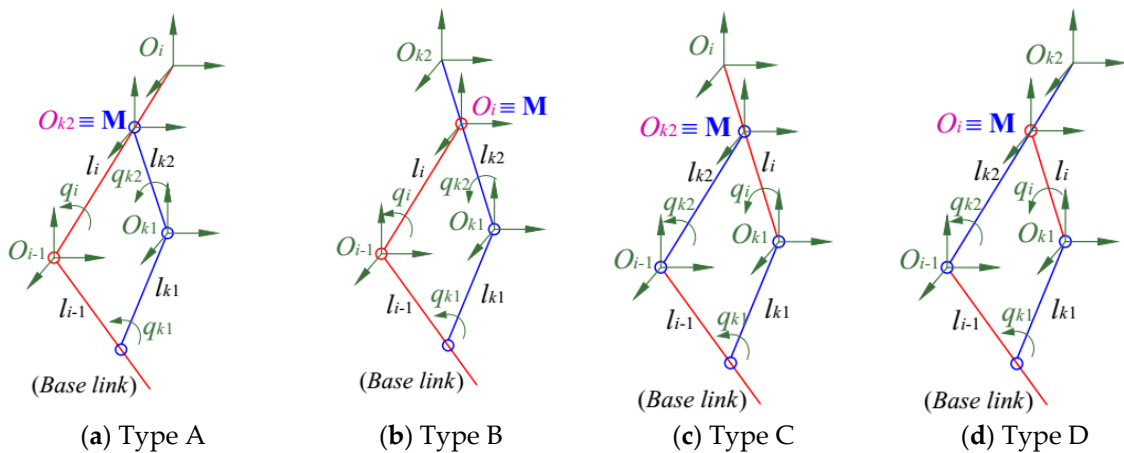 O_i
O_k2 ≡ M
l_i
l_k2
q_k2
q_i
O_k1
O_i-1
l_k1
l_i-1
q_k1
(Base link)
(a) Type A
O_k2
O_i ≡ M
l_k2
l_i
q_k2
q_i
O_k1
O_i-1
l_k1
l_i-1
q_k1
(Base link)
(b) Type B
O_i
O_k2 ≡ M
l_i
l_k2
q_i
q_k2
O_k1
O_i-1
l_k1
l_i-1
q_k1
(Base link)
(c) Type C
O_k2
O_i ≡ M
l_k2
l_i
q_i
q_k2
O_k1
O_i-1
l_k1
l_i-1
q_k1
(Base link)
(d) Type D